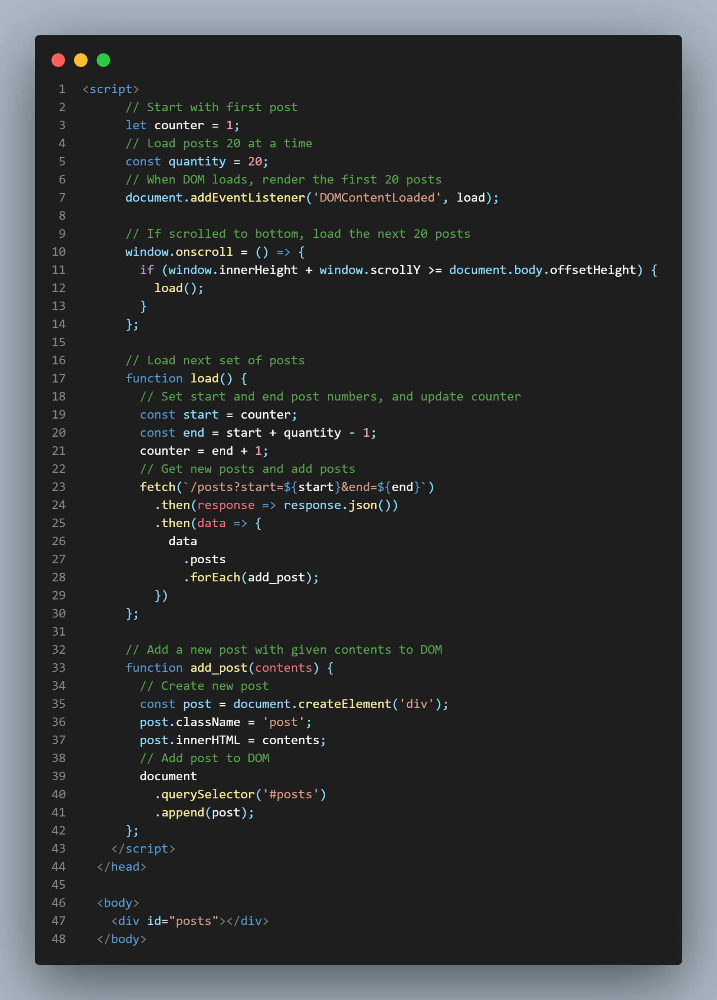 1 <script>
2 // Start with first post
3 let counter = 1;
4 // Load posts 20 at a time
5 const quantity = 20;
6 // When DOM loads, render the first 20 posts
7 document.addEventListener('DOMContentLoaded', load);
8
9 // If scrolled to bottom, load the next 20 posts
10 window.onscroll = () => {
11 if (window.innerHeight + window.scrollY >= document.body.offsetHeight) {
12 load();
13 }
14 };
15
16 // Load next set of posts
17 function load() {
18 // Set start and end post numbers, and update counter
19 const start = counter;
20 const end = start + quantity - 1;
21 counter = end + 1;
22 // Get new posts and add posts
23 fetch(`/posts?start=${start}&end=${end}`)
24 .then(response => response.json())
25 .then(data => {
26 data
27 .posts
28 .forEach(add_post);
29 })
30 };
31
32 // Add a new post with given contents to DOM
33 function add_post(contents) {
34 // Create new post
35 const post = document.createElement('div');
36 post.className = 'post';
37 post.innerHTML = contents;
38 // Add post to DOM
39 document
40 .querySelector('#posts')
41 .append(post);
42 };
43 </script>
44 </head>
45
46 <body>
47 <div id="posts"></div>
48 </body>